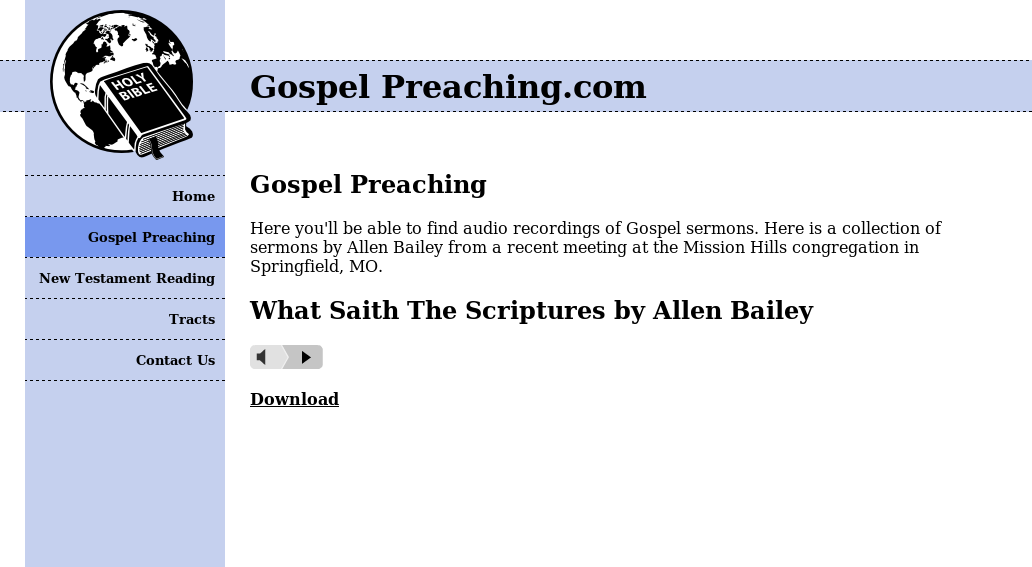 HOLY
BIBLE
Gospel Preaching.com
Home
Gospel Preaching
New Testament Reading
Tracts
Contact Us
Gospel Preaching
Here you'll be able to find audio recordings of Gospel sermons. Here is a collection of
sermons by Allen Bailey from a recent meeting at the Mission Hills congregation in
Springfield, MO.
What Saith The Scriptures by Allen Bailey
Download